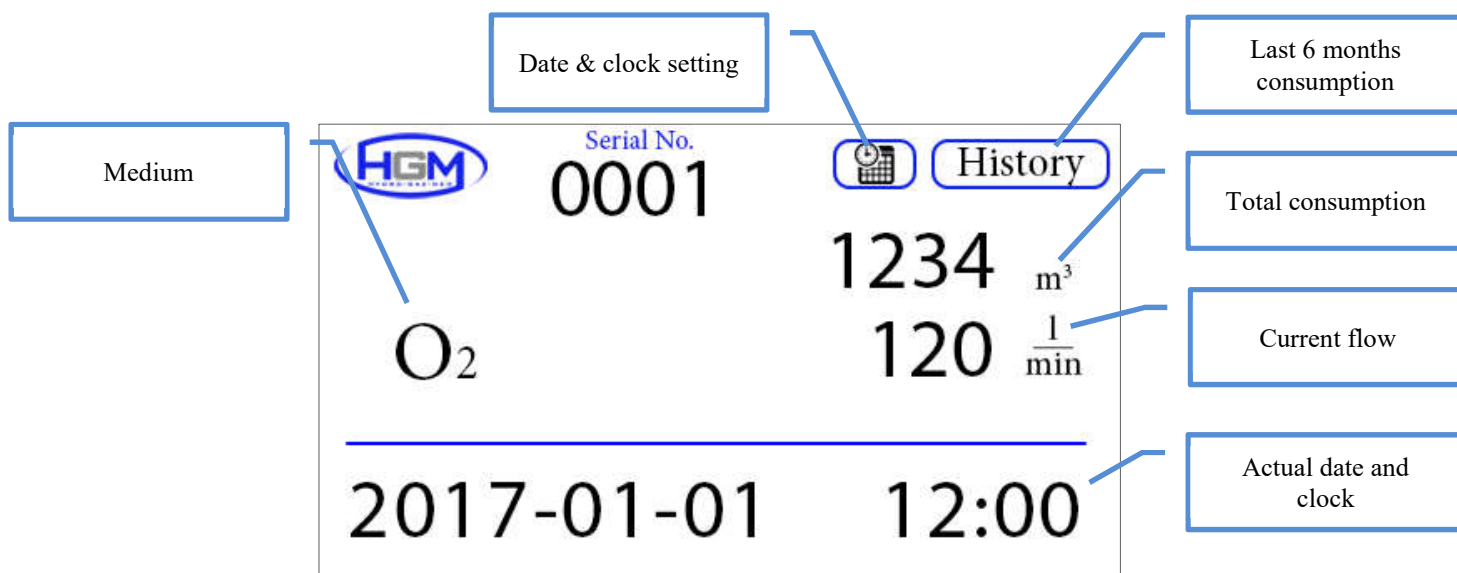 Date & clock setting
Last 6 months
consumption
Medium
HGM
Serial No.
0001
History
Total consumption
1234 m³
O₂
120 1/min
Current flow
2017-01-01 12:00
Actual date and
clock